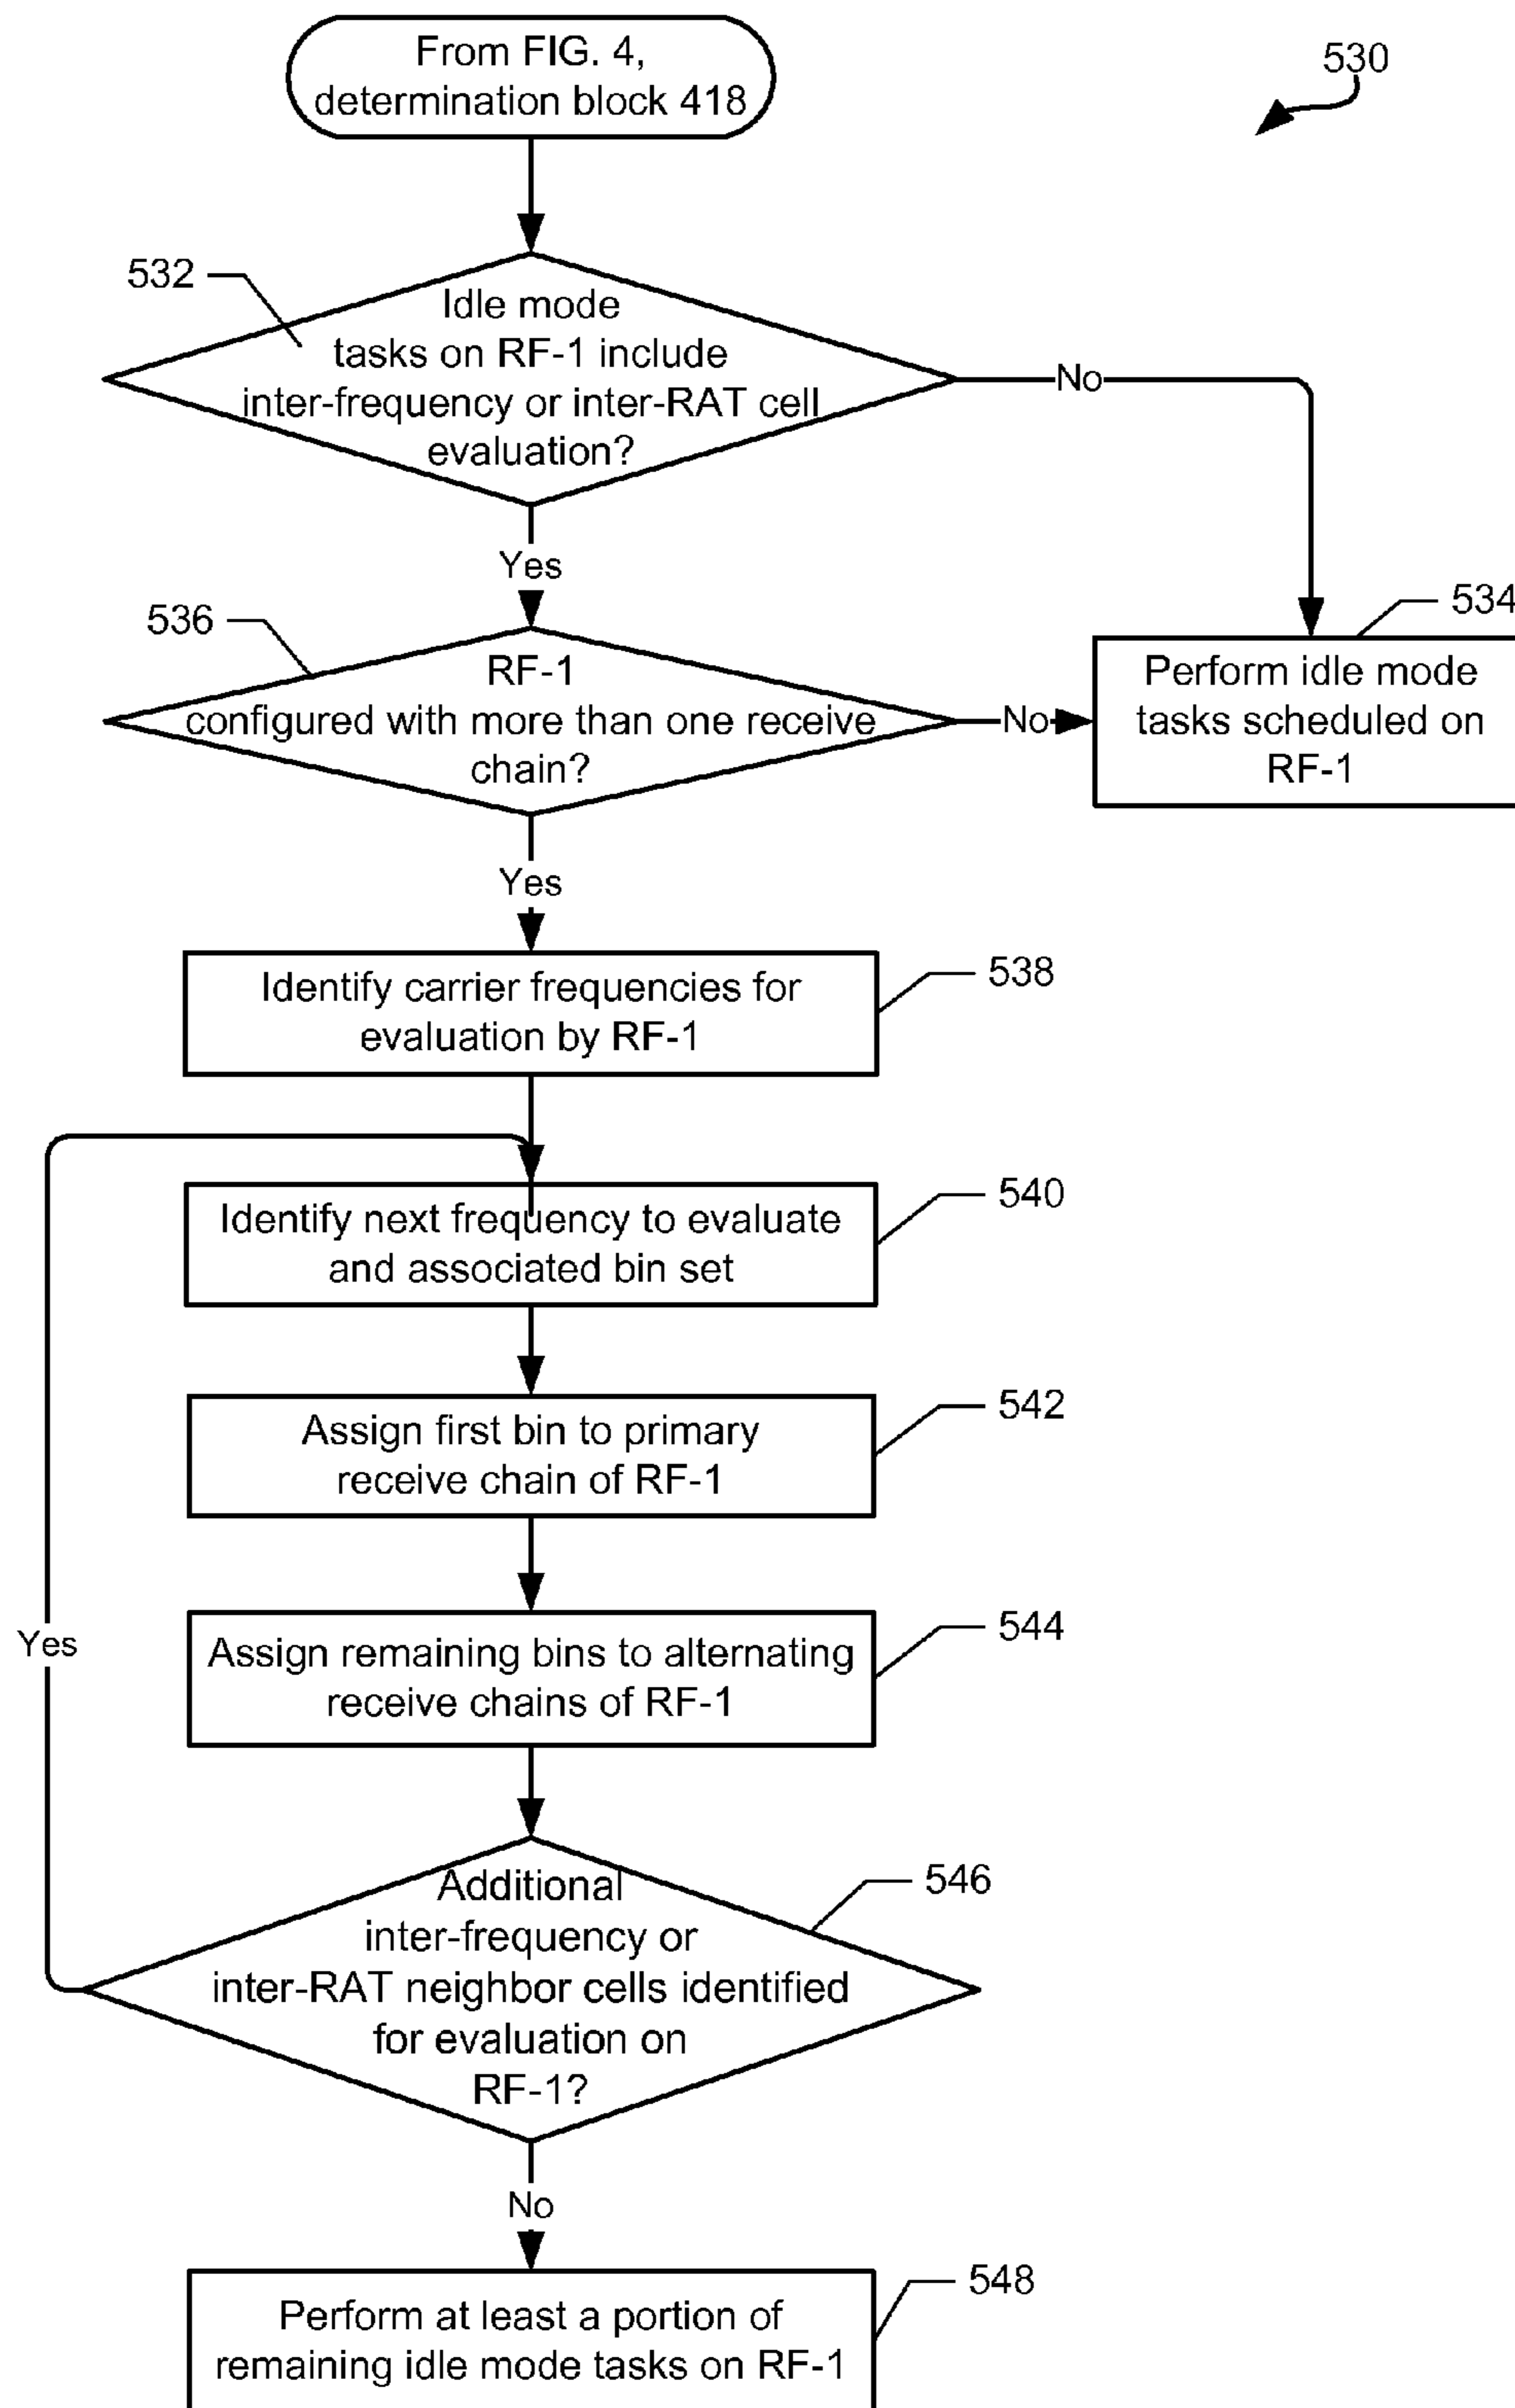 From FIG. 4,
determination block 418
530
532
Idle mode
tasks on RF-1 include
inter-frequency or inter-RAT cell
evaluation?
No
Yes
536
RF-1
configured with more than one receive
chain?
No
534
Perform idle mode
tasks scheduled on
RF-1
Yes
Identify carrier frequencies for
evaluation by RF-1
538
Identify next frequency to evaluate
and associated bin set
540
Assign first bin to primary
receive chain of RF-1
542
Assign remaining bins to alternating
receive chains of RF-1
544
Yes
Additional
inter-frequency or
inter-RAT neighbor cells identified
for evaluation on
RF-1?
546
No
Perform at least a portion of
remaining idle mode tasks on RF-1
548